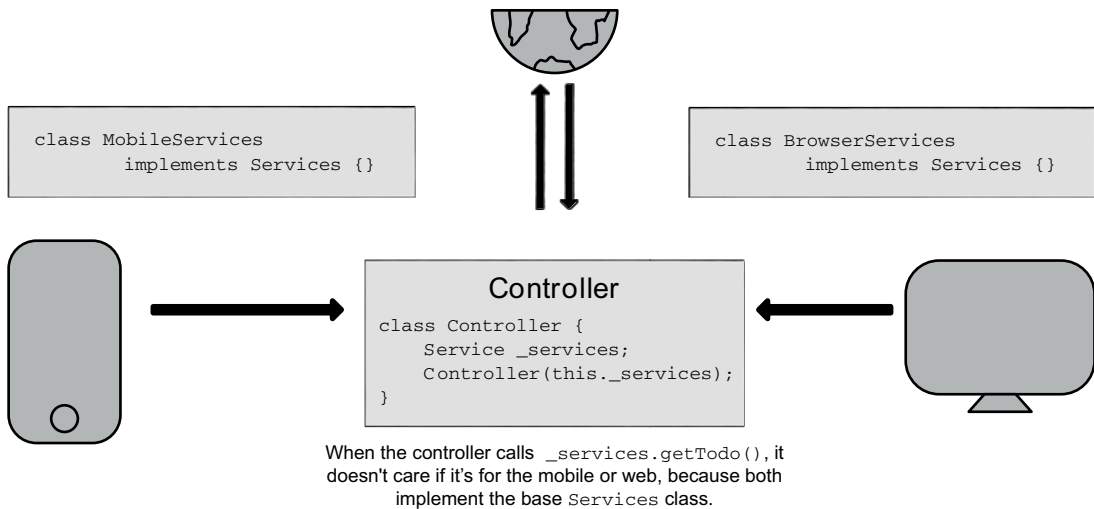 class MobileServices
implements Services {}
class BrowserServices
implements Services {}
Controller
class Controller {
Service _services;
Controller(this._services);
}
When the controller calls _services.getTodo(), it
doesn't care if it's for the mobile or web, because both
implement the base Services class.